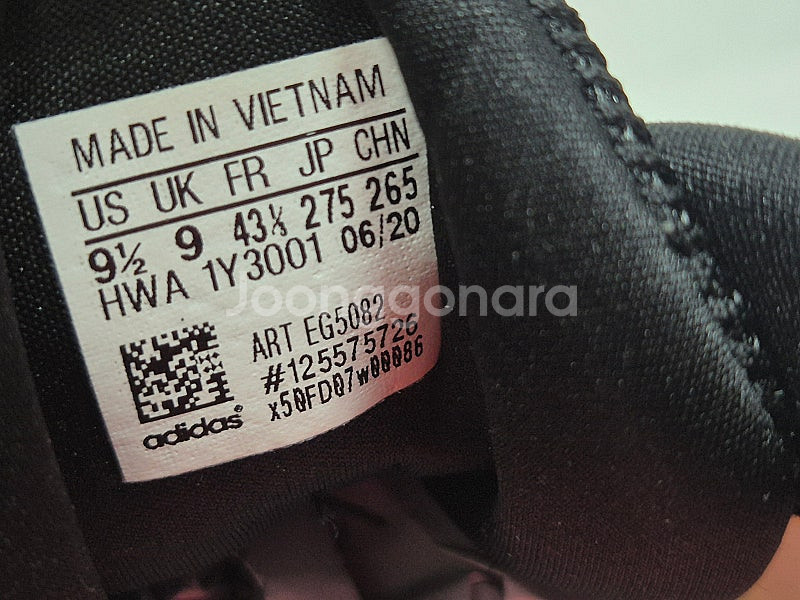 MADE IN VIETNAM
US UK FR JP CHN
9½ 9 43⅓ 275 265
HWA 1Y3001 06/20
ART EG5082
#125575726
x50FD07w00086
adidas®
Joonggonara